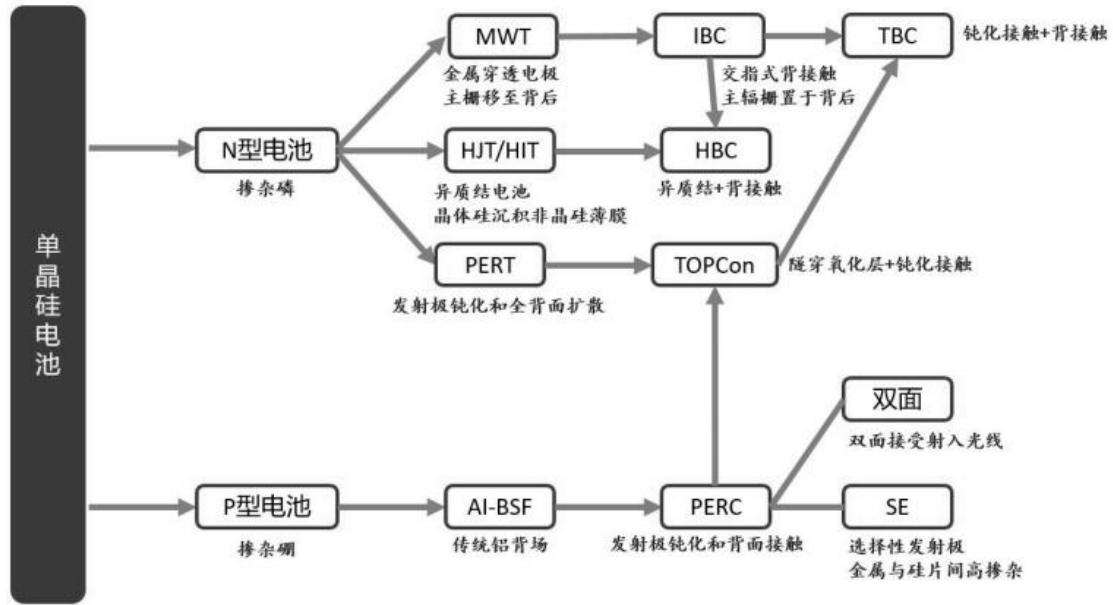 单晶硅电池
MWT
IBC
TBC
钝化接触+背接触
金属穿透电极
主栅移至背后
交指式背接触
主辐栅置于背后
N型电池
HJT/HIT
HBC
掺杂磷
异质结电池
晶体硅沉积非晶硅薄膜
异质结+背接触
PERT
TOPCon
隧穿氧化层+钝化接触
发射极钝化和全背面扩散
双面
双面接受射入光线
P型电池
AI-BSF
PERC
SE
掺杂硼
传统铝背场
发射极钝化和背面接触
选择性发射极
金属与硅片间高掺杂